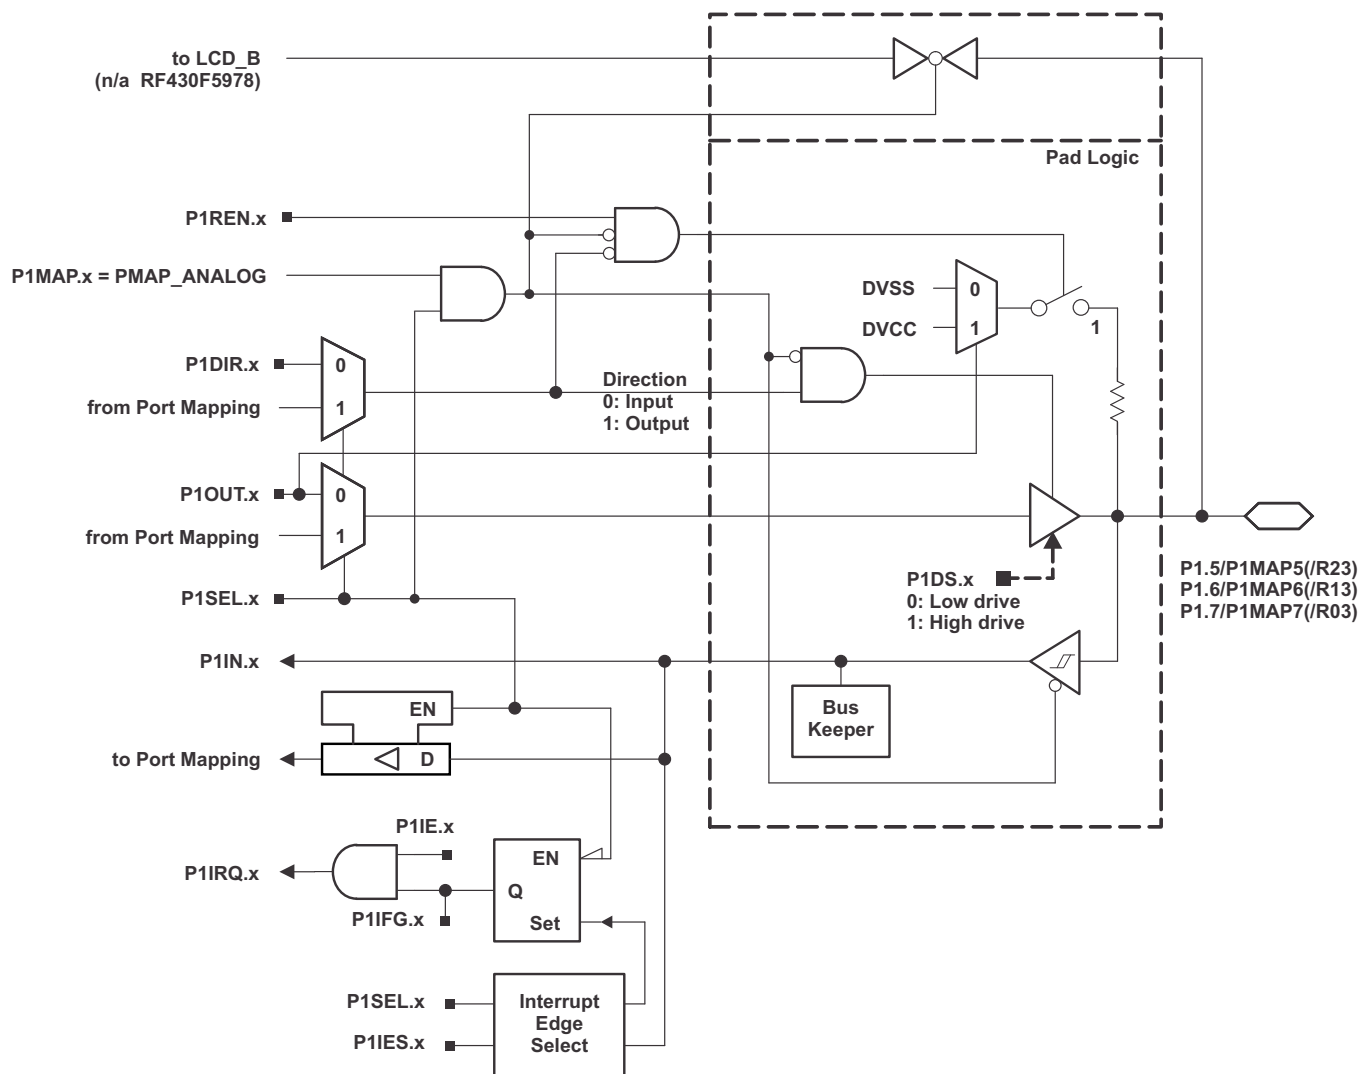 to LCD_B
(n/a RF430F5978)
Pad Logic
P1REN.x
P1MAP.x = PMAP_ANALOG
DVSS
0
DVCC
1
1
P1DIR.x
0
from Port Mapping
1
Direction
0: Input
1: Output
P1OUT.x
0
from Port Mapping
1
P1DS.x
0: Low drive
1: High drive
P1.5/P1MAP5(/R23)
P1.6/P1MAP6(/R13)
P1.7/P1MAP7(/R03)
P1SEL.x
P1IN.x
Bus
Keeper
EN
to Port Mapping
D
P1IE.x
P1IRQ.x
EN
Q
P1IFG.x
Set
P1SEL.x
P1IES.x
Interrupt
Edge
Select